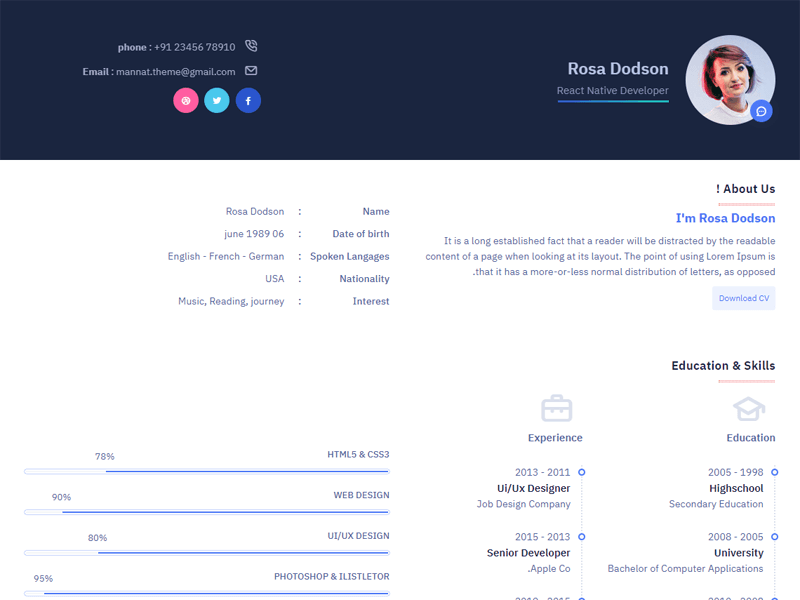 Rosa Dodson
React Native Developer
phone : +91 23456 78910
Email : mannat.theme@gmail.com
! About Us
I'm Rosa Dodson
It is a long established fact that a reader will be distracted by the readable
content of a page when looking at its layout. The point of using Lorem Ipsum is
.that it has a more-or-less normal distribution of letters, as opposed
Download CV
Name : Rosa Dodson
Date of birth : june 1989 06
Spoken Langages : English - French - German
Nationality : USA
Interest : Music, Reading, journey
Education & Skills
Education
2005 - 1998
Highschool
Secondary Education
2008 - 2005
University
Bachelor of Computer Applications
Experience
2013 - 2011
Ui/Ux Designer
Job Design Company
2015 - 2013
Senior Developer
.Apple Co
HTML5 & CSS3
78%
WEB DESIGN
90%
UI/UX DESIGN
80%
PHOTOSHOP & ILISTLETOR
95%